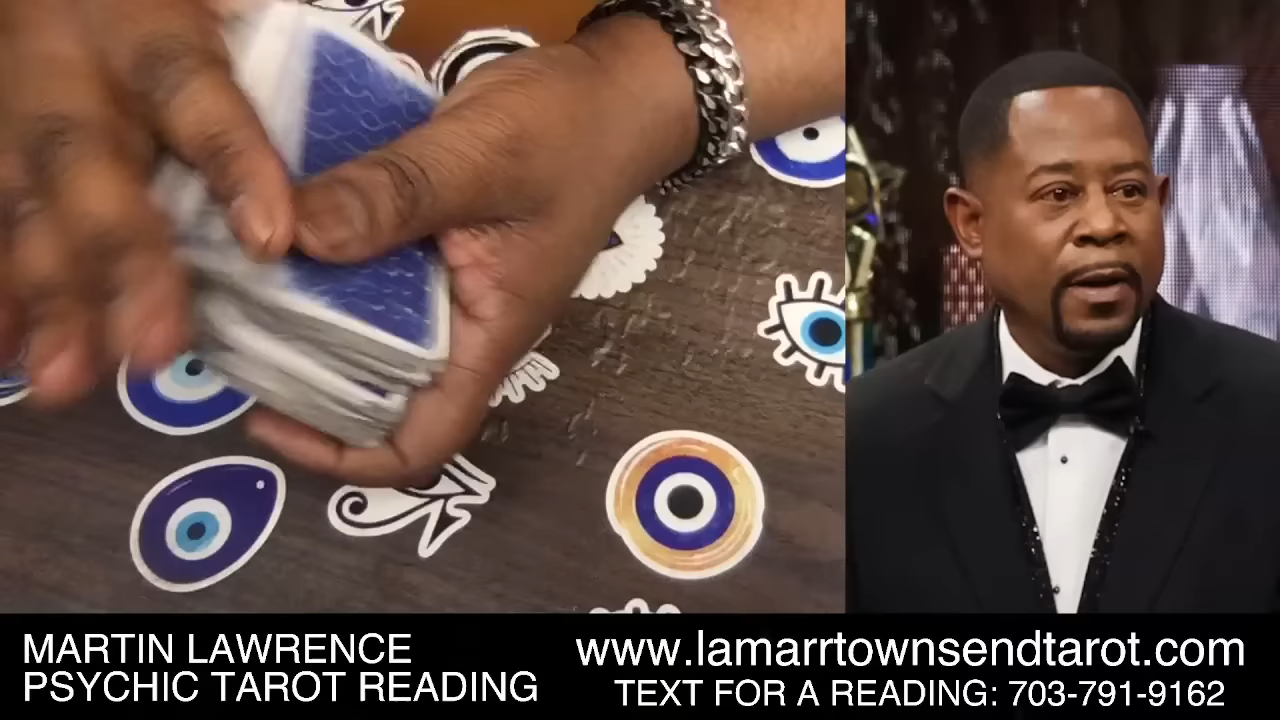 MARTIN LAWRENCE
PSYCHIC TAROT READING
www.lamarrtownsendtarot.com
TEXT FOR A READING: 703-791-9162